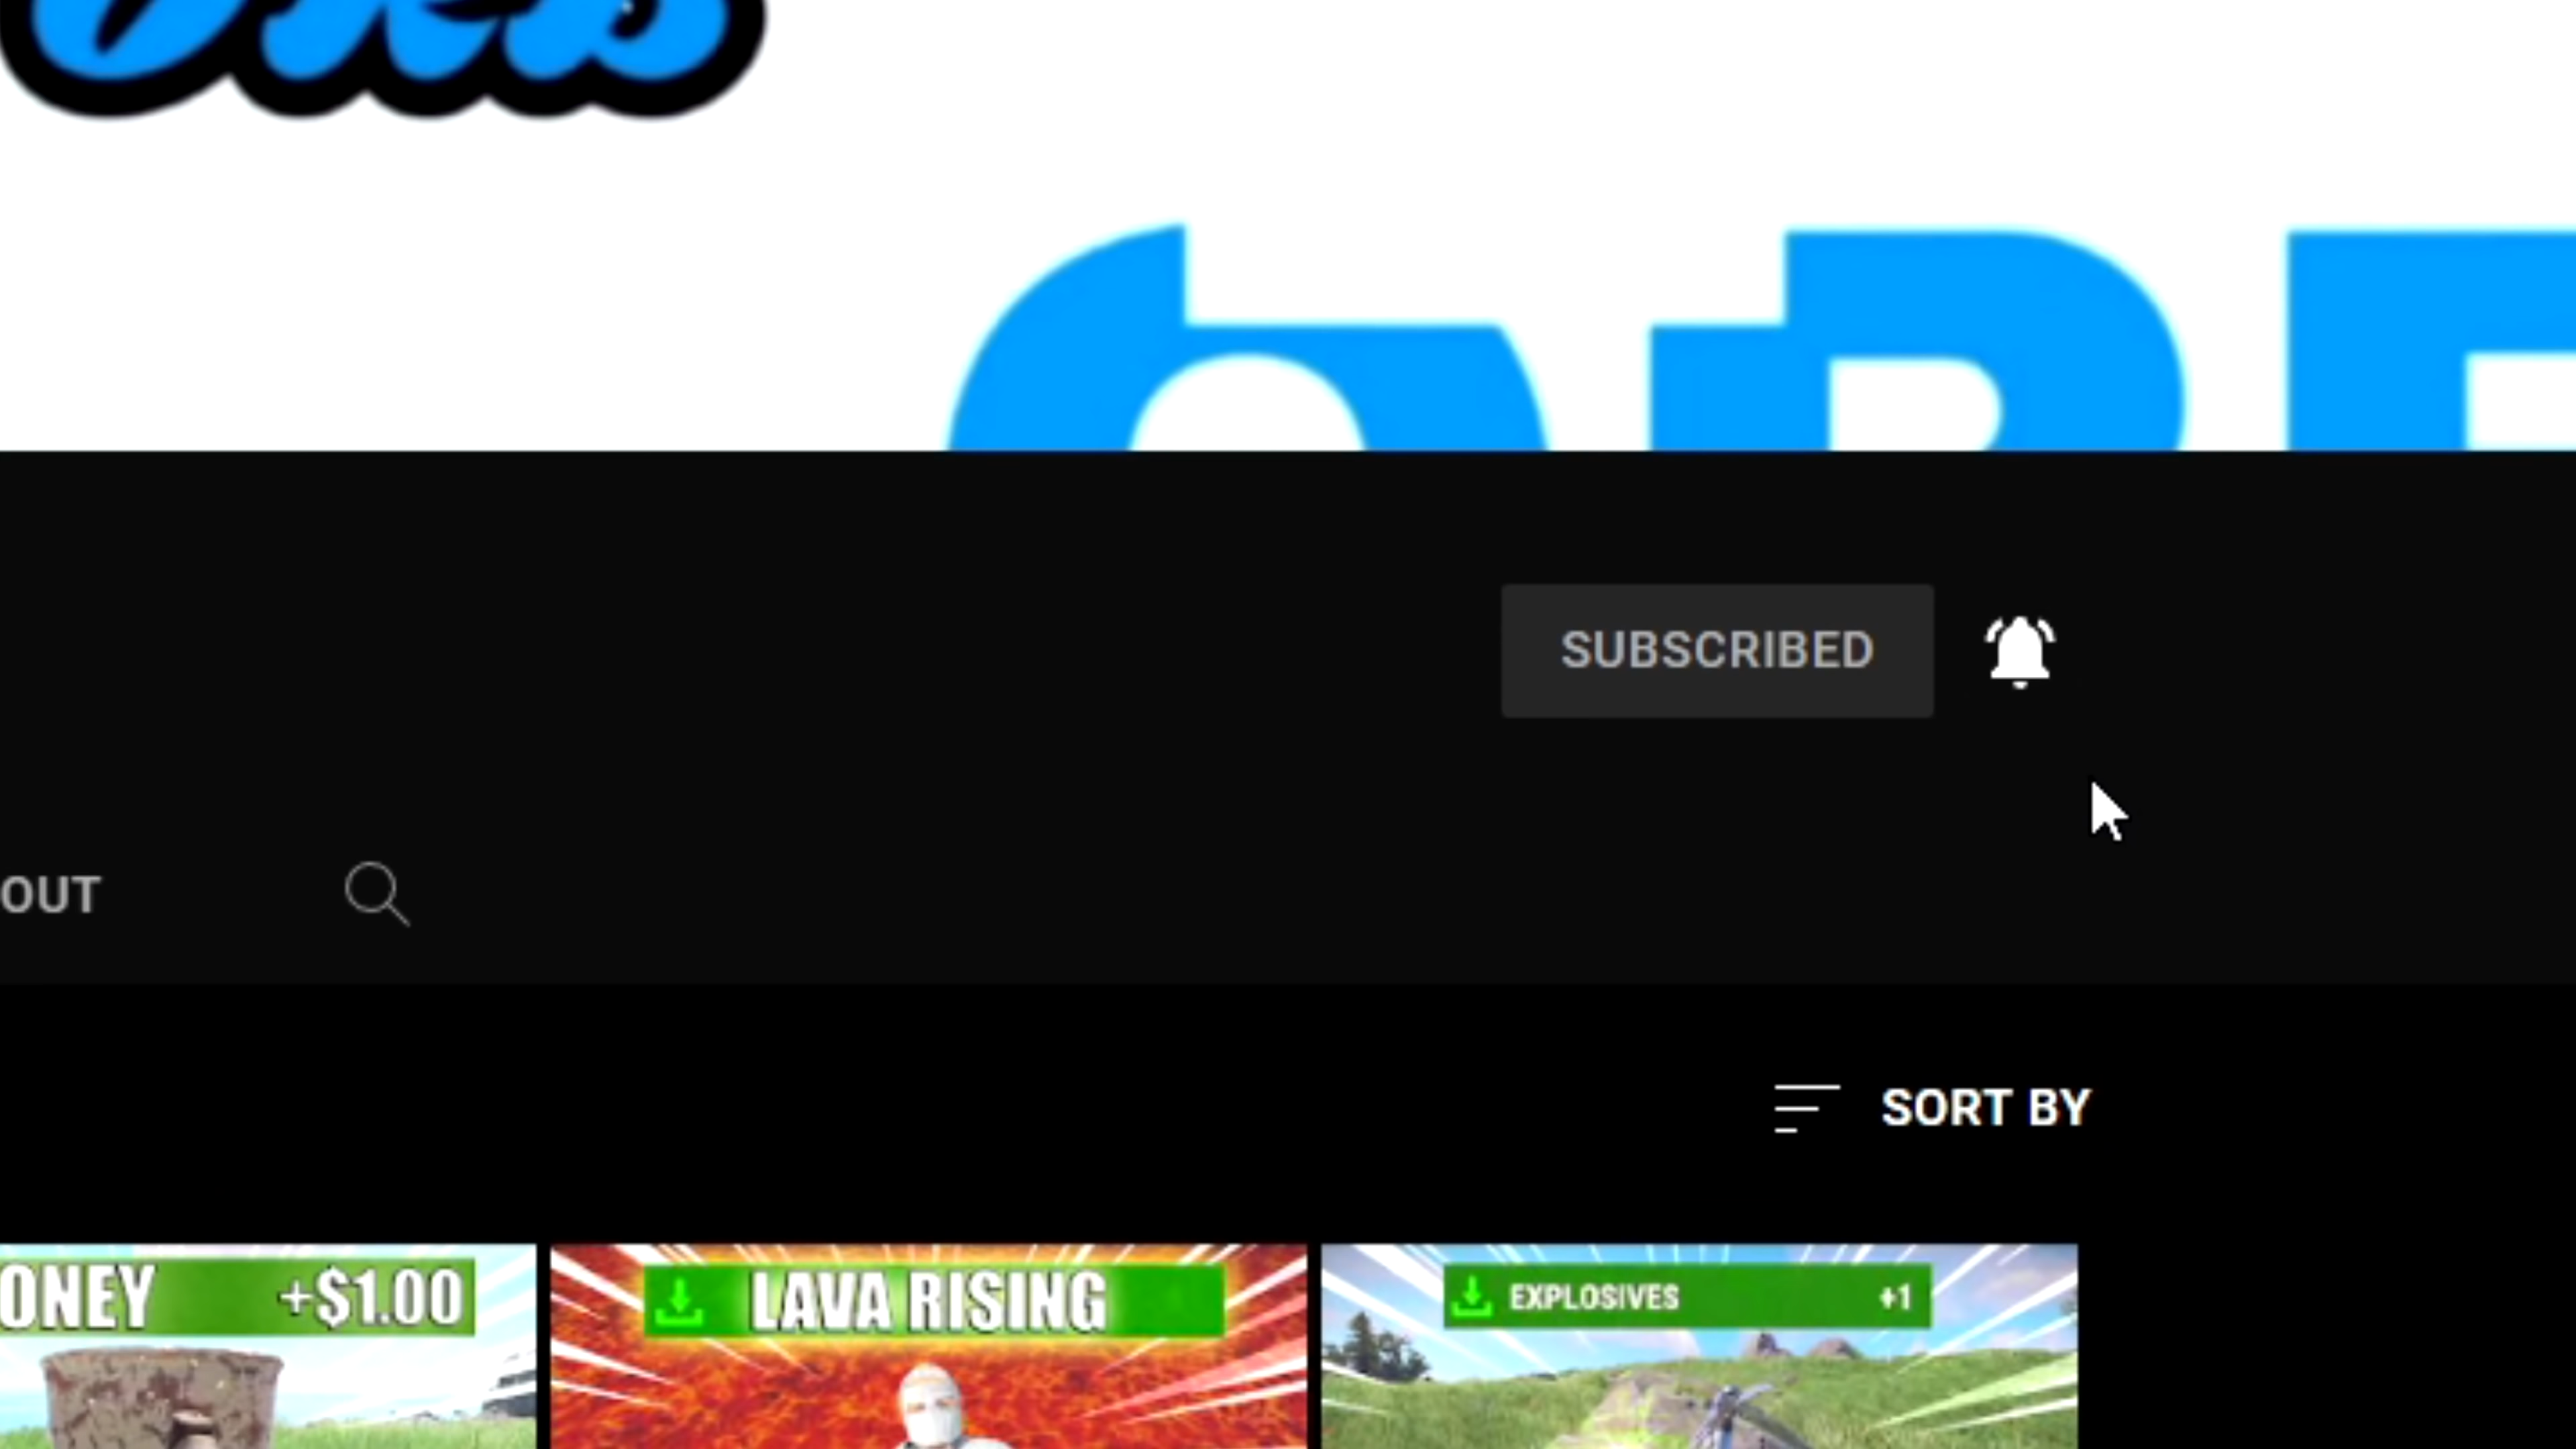 SUBSCRIBED
OUT
SORT BY
ONEY +$1.00
LAVA RISING
EXPLOSIVES +1